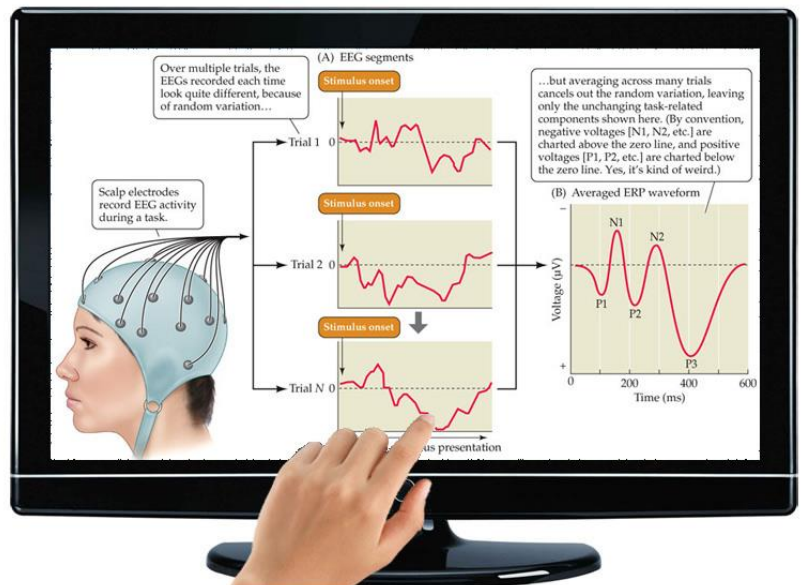 (A) EEG segments
Over multiple trials, the
EEGs recorded each time
look quite different, because
of random variation…
Stimulus onset
Trial 1 0
Stimulus onset
Trial 2 0
Stimulus onset
Trial N 0
presentation
Scalp electrodes
record EEG activity
during a task.
…but averaging across many trials
cancels out the random variation, leaving
only the unchanging task-related
components shown here. (By convention,
negative voltages [N1, N2, etc.] are
charted above the zero line, and positive
voltages [P1, P2, etc.] are charted below
the zero line. Yes, it's kind of weird.)
(B) Averaged ERP waveform
–
N1
N2
Voltage (µV)
P1
P2
P3
+
0 200 400 600
Time (ms)